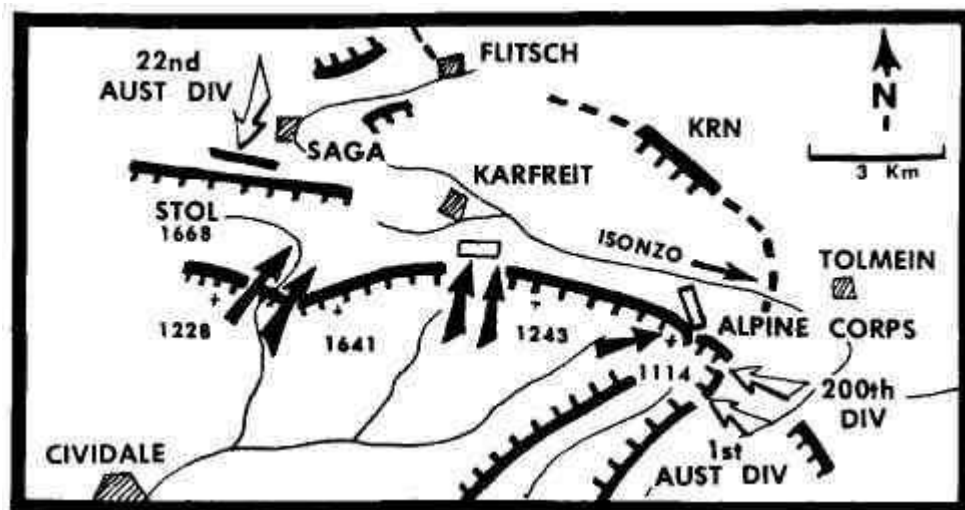 FLITSCH
22nd
AUST DIV
N
SAGA
KRN
3 Km
KARFREIT
STOL
1668
ISONZO
TOLMEIN
1228
1641
1243
ALPINE CORPS
1114
200th
DIV
1st
AUST DIV
CIVIDALE